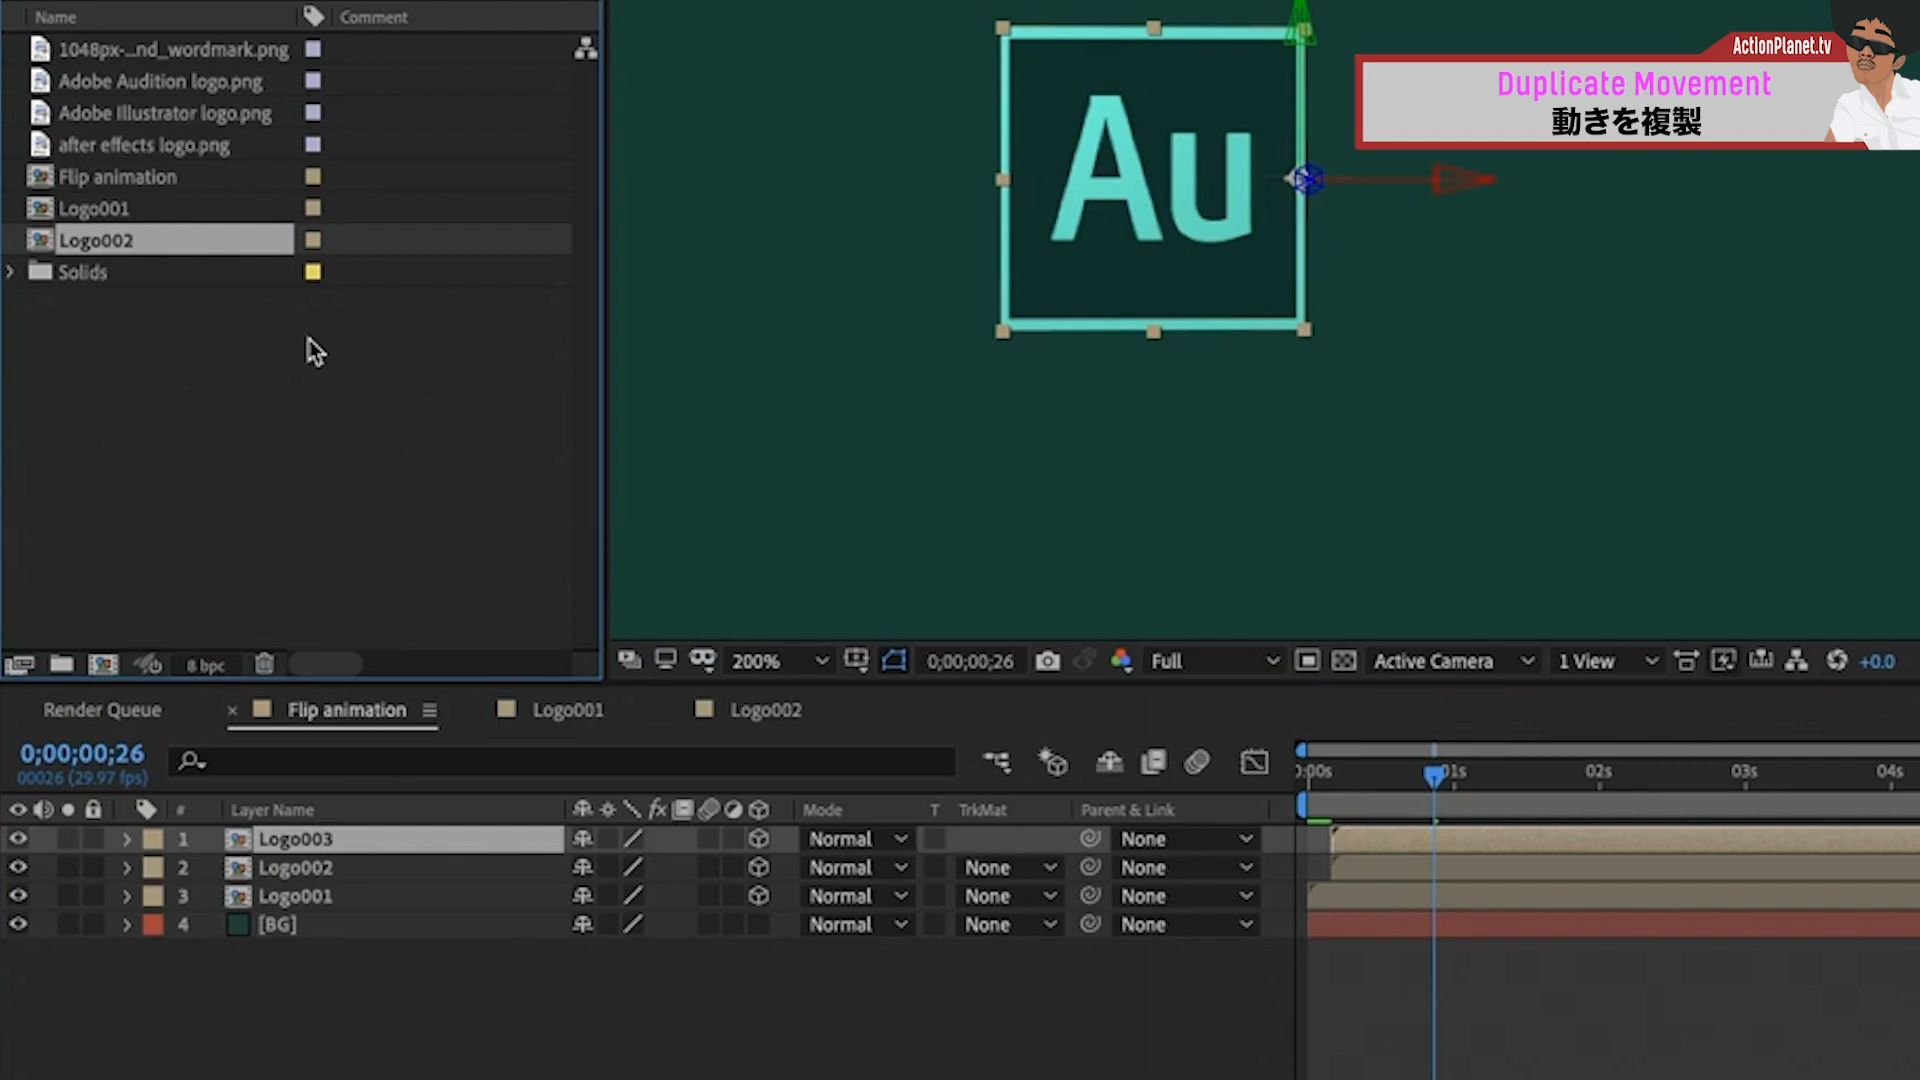 Name Comment
1048px-...nd_wordmark.png
Adobe Audition logo.png
Adobe Illustrator logo.png
after effects logo.png
Flip animation
Logo001
Logo002
Solids
Au
ActionPlanet.tv
Duplicate Movement
動きを複製
8 bpc
200% 0;00;00;26 Full Active Camera 1 View +0.0
Render Queue Flip animation Logo001 Logo002
0;00;00;26
00026 (29.97 fps)
0:00s 01s 02s 03s 04s
# Layer Name Mode T TrkMat Parent & Link
1 Logo003 Normal None
2 Logo002 Normal None None
3 Logo001 Normal None None
4 [BG] Normal None None